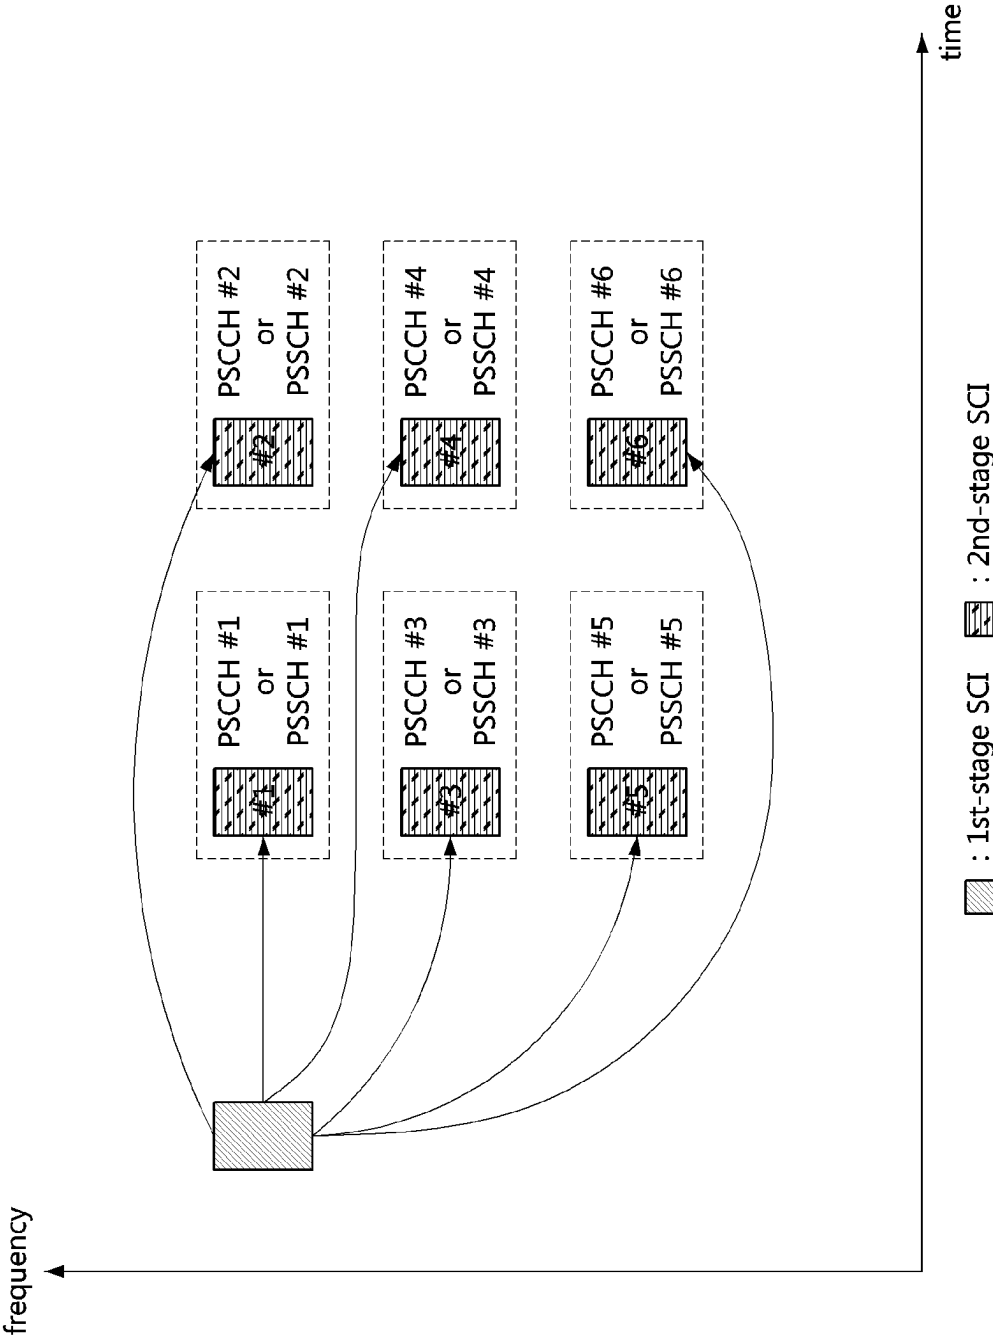 frequency
PSCCH #1
or
PSSCH #1
#1
PSCCH #2
or
PSSCH #2
#2
PSCCH #3
or
PSSCH #3
#3
PSCCH #4
or
PSSCH #4
#4
PSCCH #5
or
PSSCH #5
#5
PSCCH #6
or
PSSCH #6
#6
time
: 1st-stage SCI
: 2nd-stage SCI